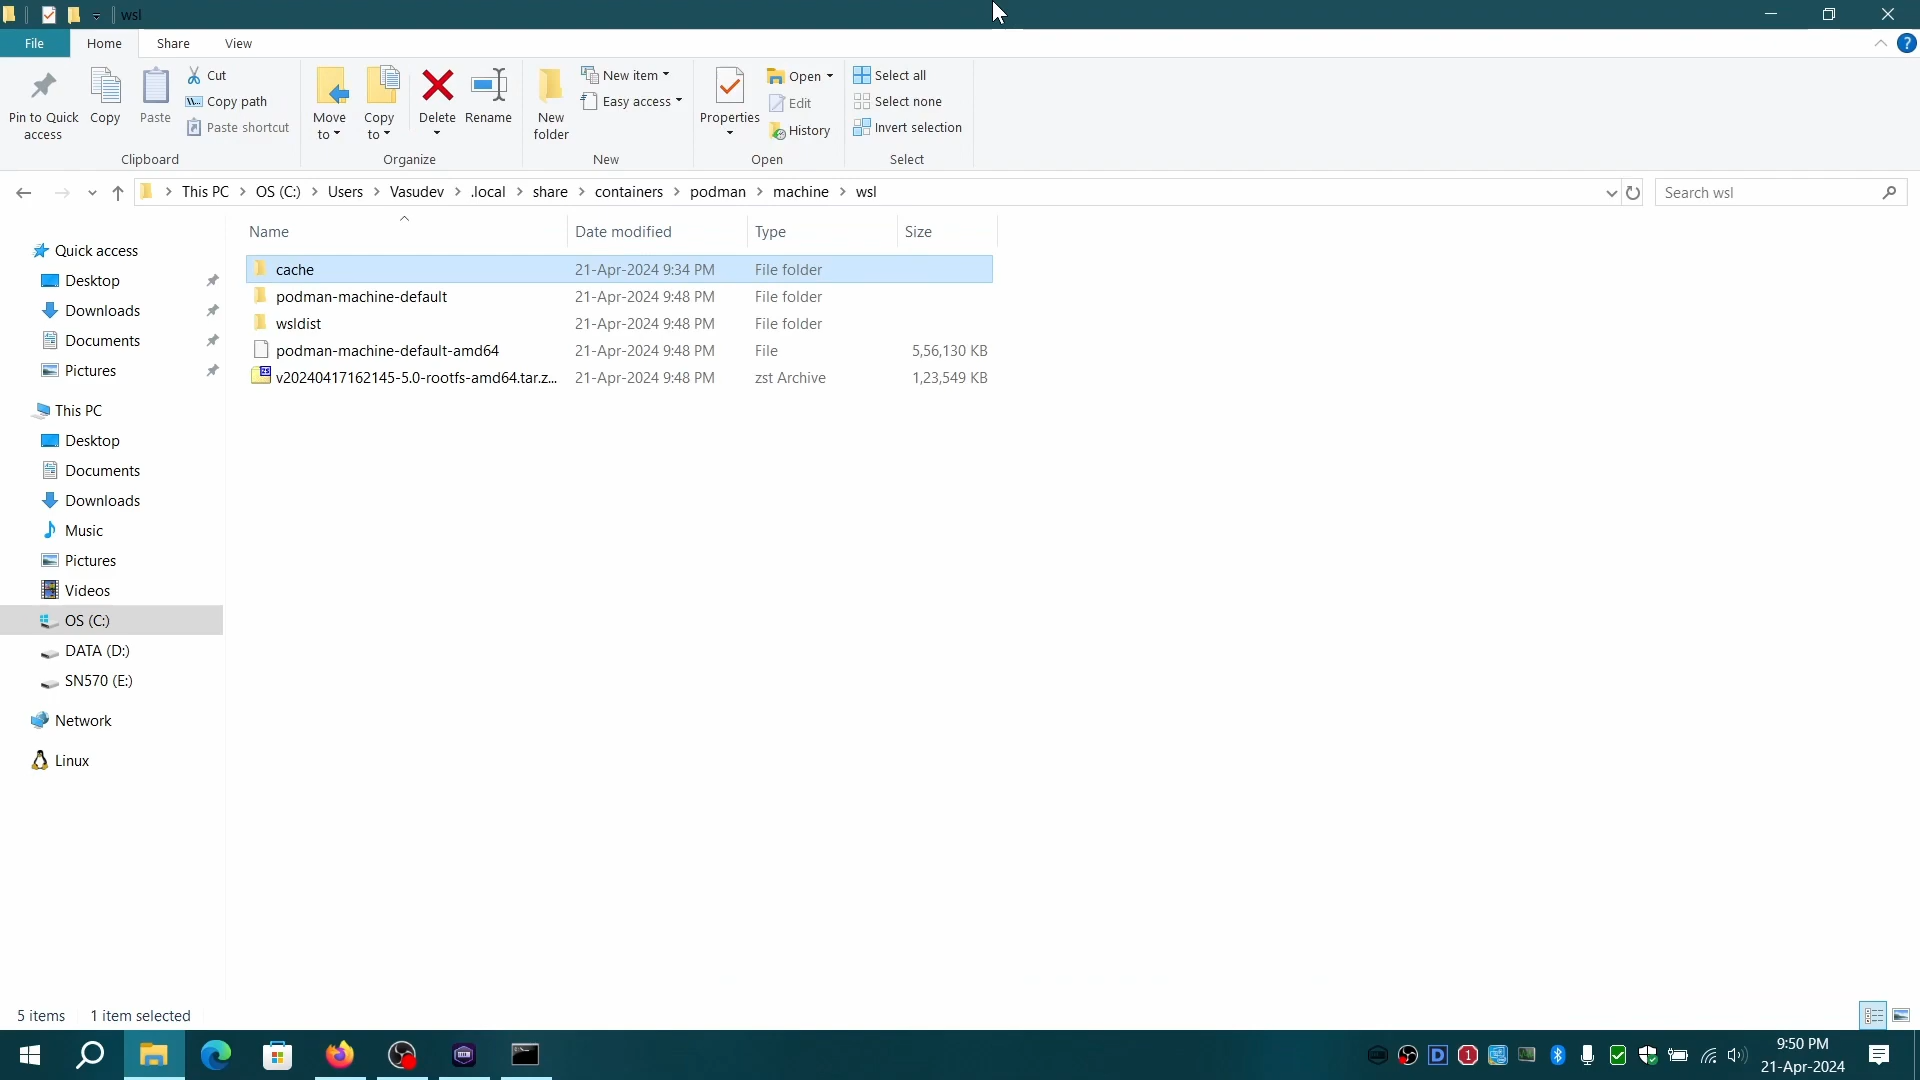 wsl
File Home Share View
Pin to Quick access
Copy
Paste
Cut
Copy path
Paste shortcut
Clipboard
Move to
Copy to
Delete
Rename
Organize
New folder
New item
Easy access
New
Properties
Open
Edit
History
Open
Select all
Select none
Invert selection
Select
This PC > OS (C:) > Users > Vasudev > .local > share > containers > podman > machine > wsl
Search wsl
Name Date modified Type Size
cache 21-Apr-2024 9:34 PM File folder
podman-machine-default 21-Apr-2024 9:48 PM File folder
wsldist 21-Apr-2024 9:48 PM File folder
podman-machine-default-amd64 21-Apr-2024 9:48 PM File 5,56,130 KB
v20240417162145-5.0-rootfs-amd64.tar.z... 21-Apr-2024 9:48 PM zst Archive 1,23,549 KB
Quick access
Desktop
Downloads
Documents
Pictures
This PC
Desktop
Documents
Downloads
Music
Pictures
Videos
OS (C:)
DATA (D:)
SN570 (E:)
Network
Linux
5 items 1 item selected
9:50 PM
21-Apr-2024